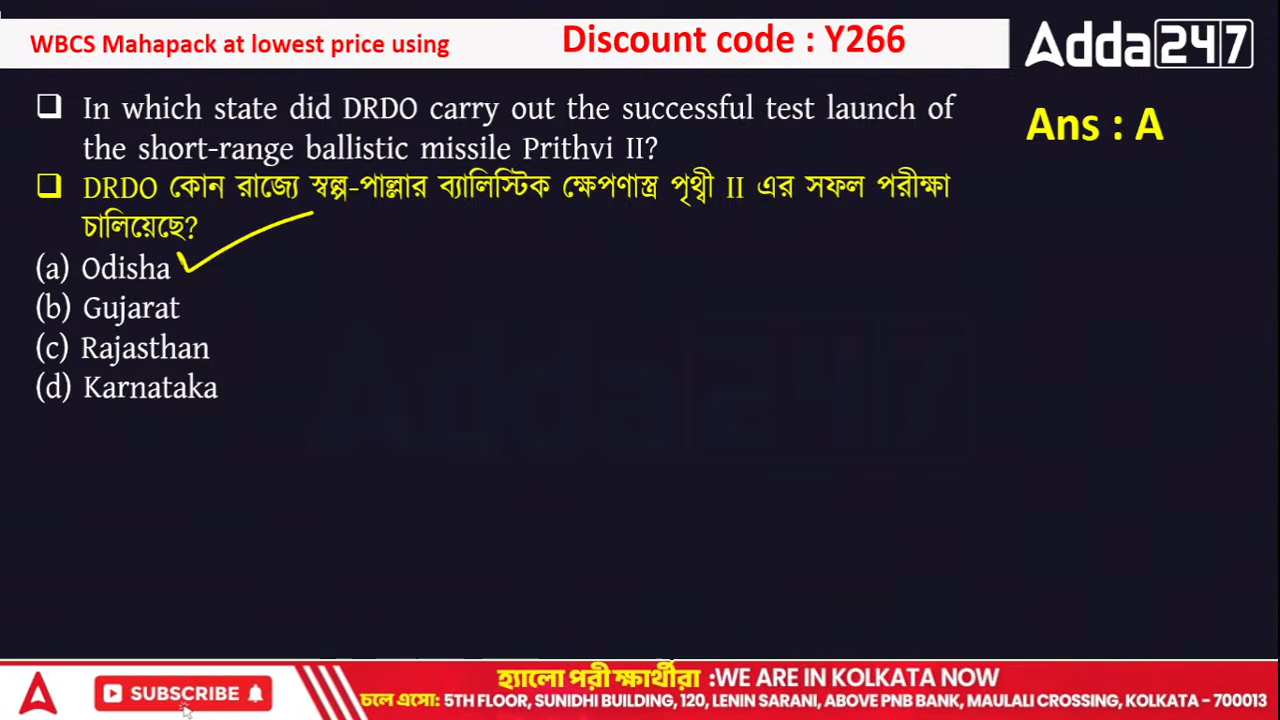 WBCS Mahapack at lowest price using
Discount code : Y266
Adda247
❑ In which state did DRDO carry out the successful test launch of
the short-range ballistic missile Prithvi II?
Ans : A
❑ DRDO কোন রাজ্যে স্বল্প-পাল্লার ব্যালিস্টিক ক্ষেপণাস্ত্র পৃথ্বী II এর সফল পরীক্ষা
চালিয়েছে?
(a) Odisha
(b) Gujarat
(c) Rajasthan
(d) Karnataka
Adda247
SUBSCRIBE
হ্যালো পরীক্ষার্থীরা :WE ARE IN KOLKATA NOW
চলে এসো: 5TH FLOOR, SUNIDHI BUILDING, 120, LENIN SARANI, ABOVE PNB BANK, MAULALI CROSSING, KOLKATA - 700013